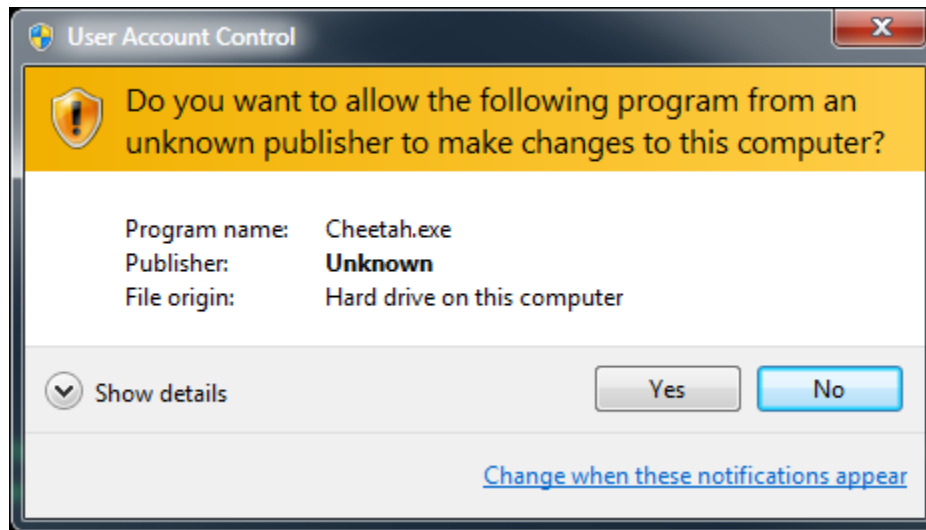 User Account Control
Do you want to allow the following program from an
unknown publisher to make changes to this computer?
Program name: Cheetah.exe
Publisher: Unknown
File origin: Hard drive on this computer
Show details Yes No
Change when these notifications appear